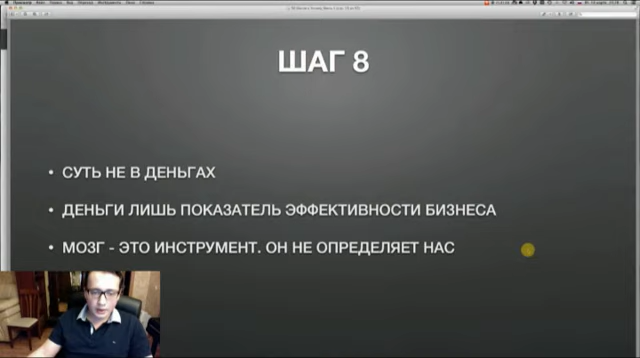 ШАГ 8
• СУТЬ НЕ В ДЕНЬГАХ
• ДЕНЬГИ ЛИШЬ ПОКАЗАТЕЛЬ ЭФФЕКТИВНОСТИ БИЗНЕСА
• МОЗГ - ЭТО ИНСТРУМЕНТ. ОН НЕ ОПРЕДЕЛЯЕТ НАС